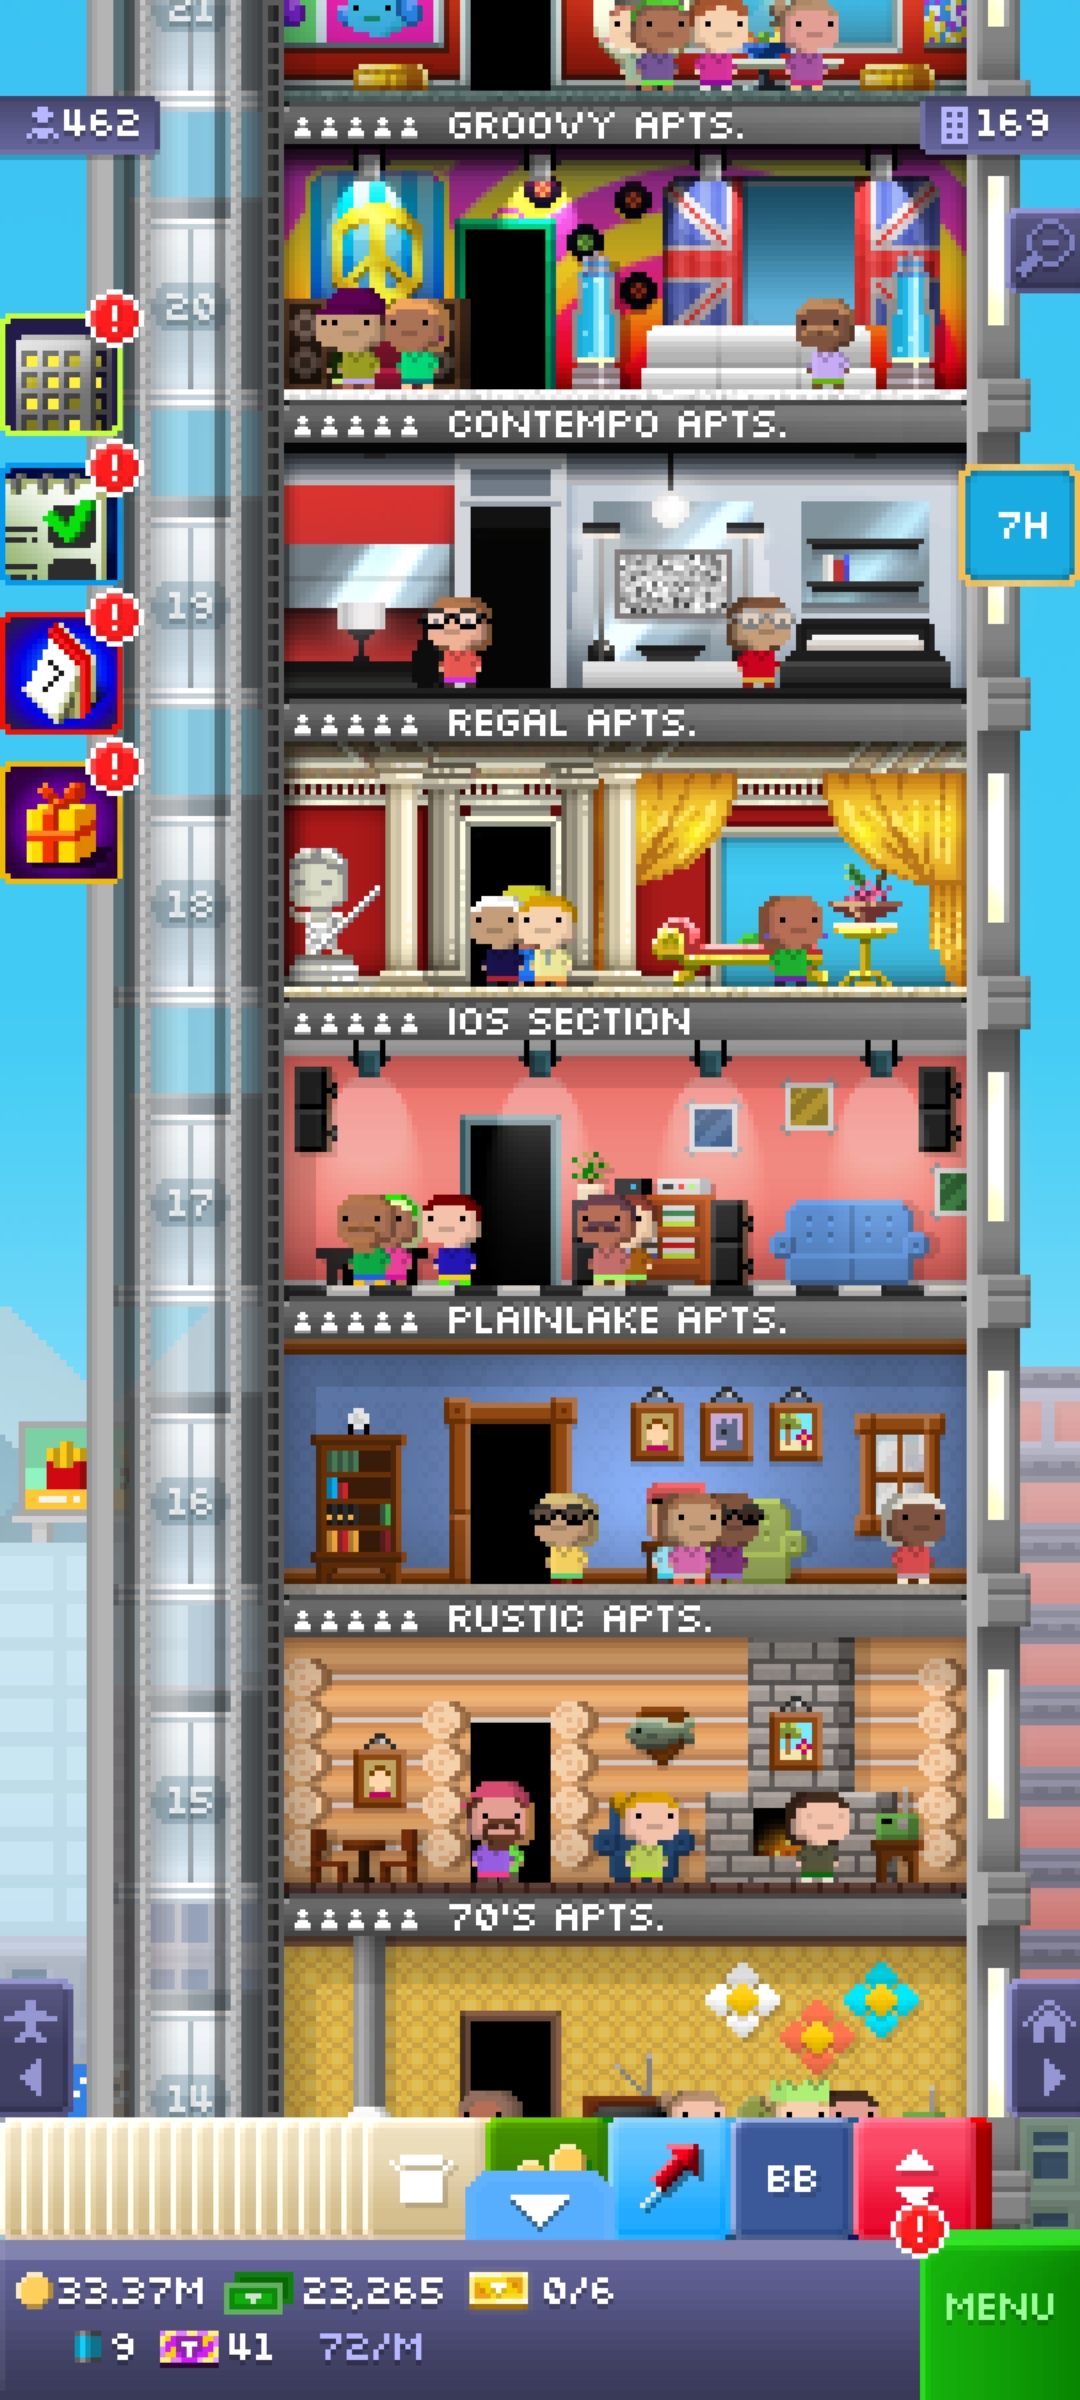 21
462
GROOVY APTS.
169
20
CONTEMPO APTS.
7H
19
REGAL APTS.
7
18
IOS SECTION
17
PLAINLAKE APTS.
16
RUSTIC APTS.
15
70'S APTS.
14
BB
33.37M 23,265 0/6
MENU
9 T 41 72/M